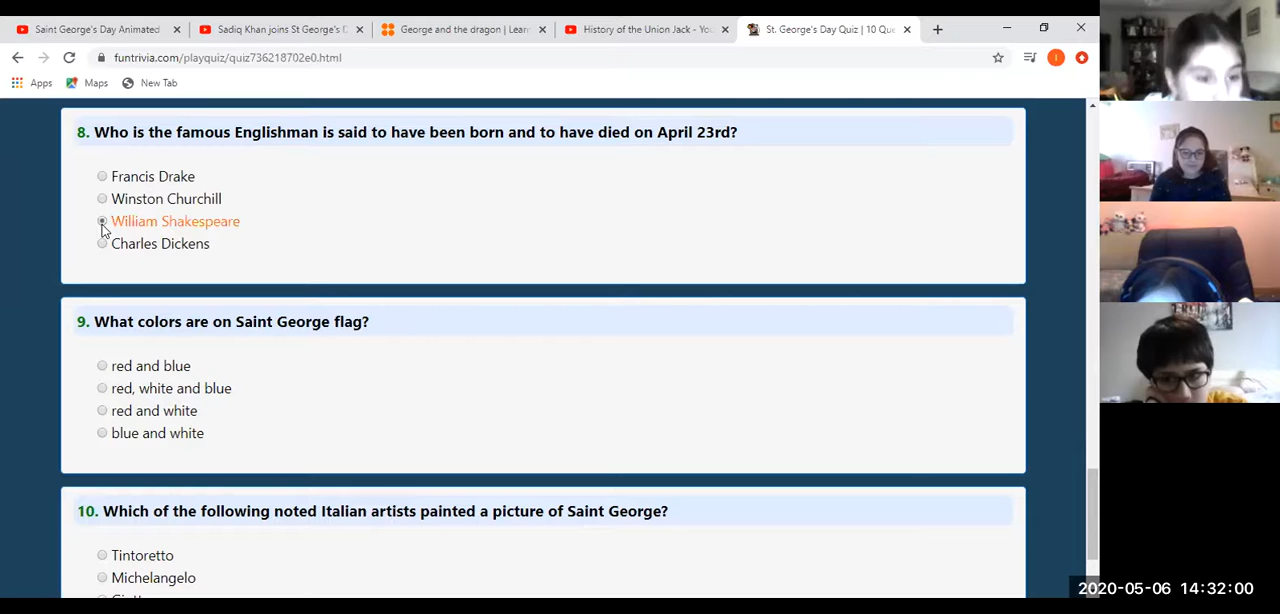 Saint George's Day Animated
Sadiq Khan joins St George's D
George and the dragon | Learn
History of the Union Jack - You
St. George's Day Quiz | 10 Que
funtrivia.com/playquiz/quiz736218702e0.html
I
Apps
Maps
New Tab
8. Who is the famous Englishman is said to have been born and to have died on April 23rd?
Francis Drake
Winston Churchill
William Shakespeare
Charles Dickens
9. What colors are on Saint George flag?
red and blue
red, white and blue
red and white
blue and white
10. Which of the following noted Italian artists painted a picture of Saint George?
Tintoretto
Michelangelo
2020-05-06 14:32:00